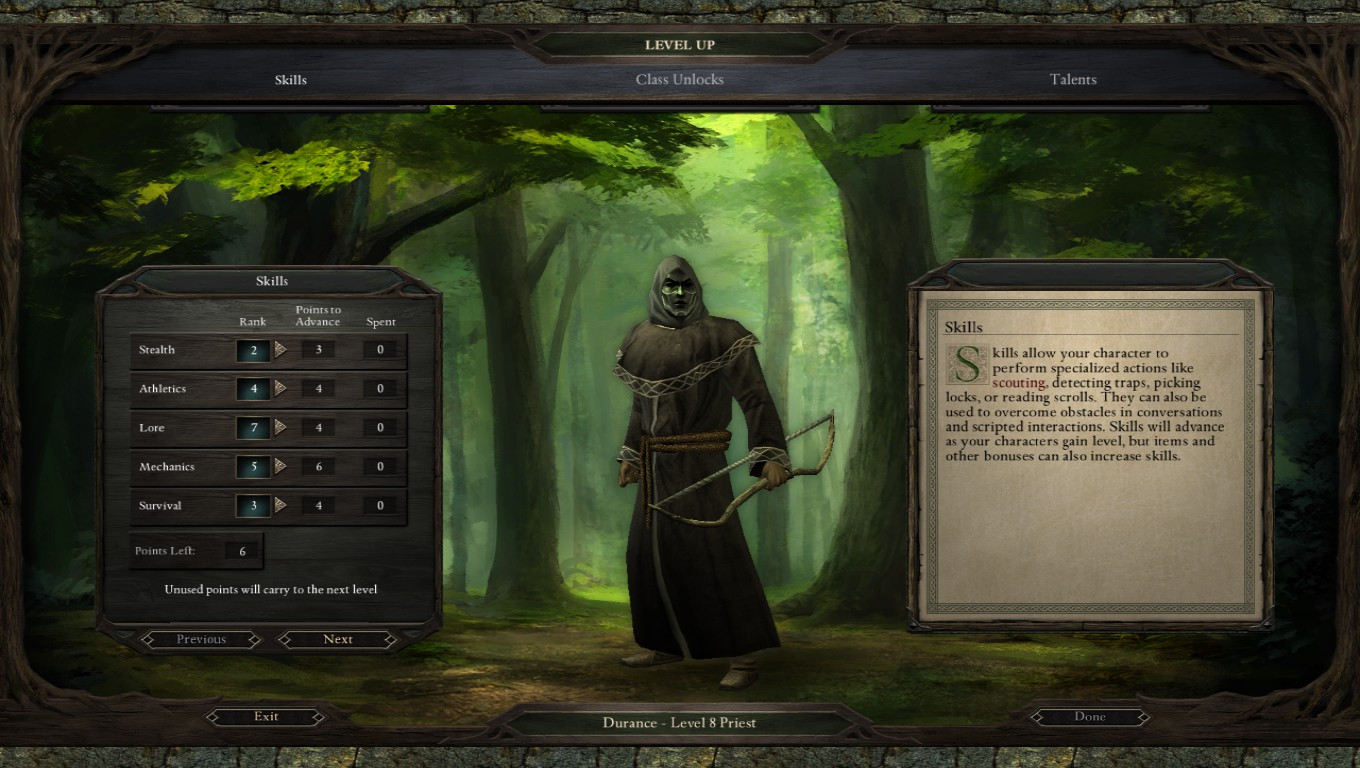 LEVEL UP
Skills
Class Unlocks
Talents
Skills
Rank
Points to
Advance
Spent
Stealth 2 3 0
Athletics 4 4 0
Lore 7 4 0
Mechanics 5 6 0
Survival 3 4 0
Points Left: 6
Unused points will carry to the next level
Previous
Next
Skills
Skills allow your character to
perform specialized actions like
scouting, detecting traps, picking
locks, or reading scrolls. They can also be
used to overcome obstacles in conversations
and scripted interactions. Skills will advance
as your characters gain level, but items and
other bonuses can also increase skills.
Exit
Durance - Level 8 Priest
Done